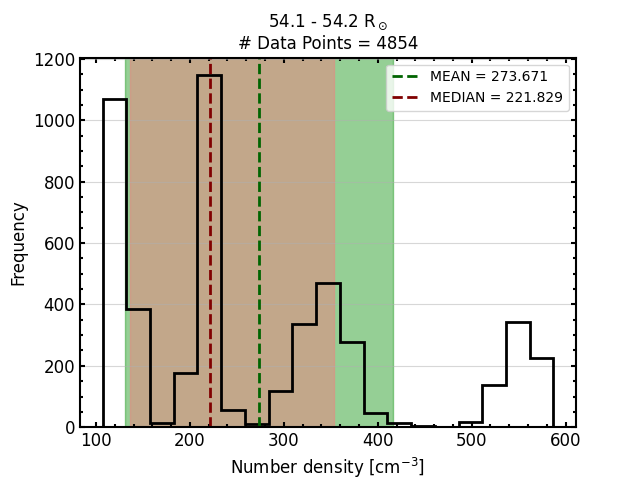 54.1 - 54.2 R⊙
# Data Points = 4854
MEAN = 273.671
MEDIAN = 221.829
Frequency
0
200
400
600
800
1000
1200
100
200
300
400
500
600
Number density [cm⁻³]